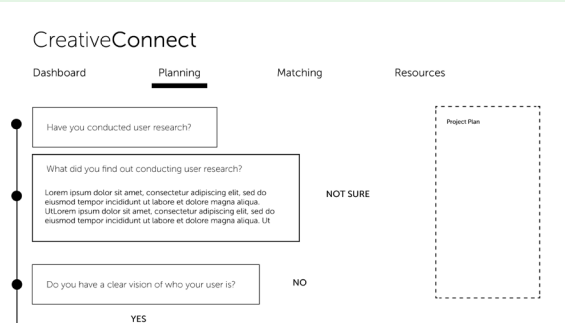 CreativeConnect
Dashboard Planning Matching Resources
Have you conducted user research?
Project Plan
What did you find out conducting user research?
Lorem ipsum dolor sit amet, consectetur adipiscing elit, sed do
eiusmod tempor incididunt ut labore et dolore magna aliqua.
UtLorem ipsum dolor sit amet, consectetur adipiscing elit, sed do
eiusmod tempor incididunt ut labore et dolore magna aliqua. Ut
NOT SURE
Do you have a clear vision of who your user is?
NO
YES